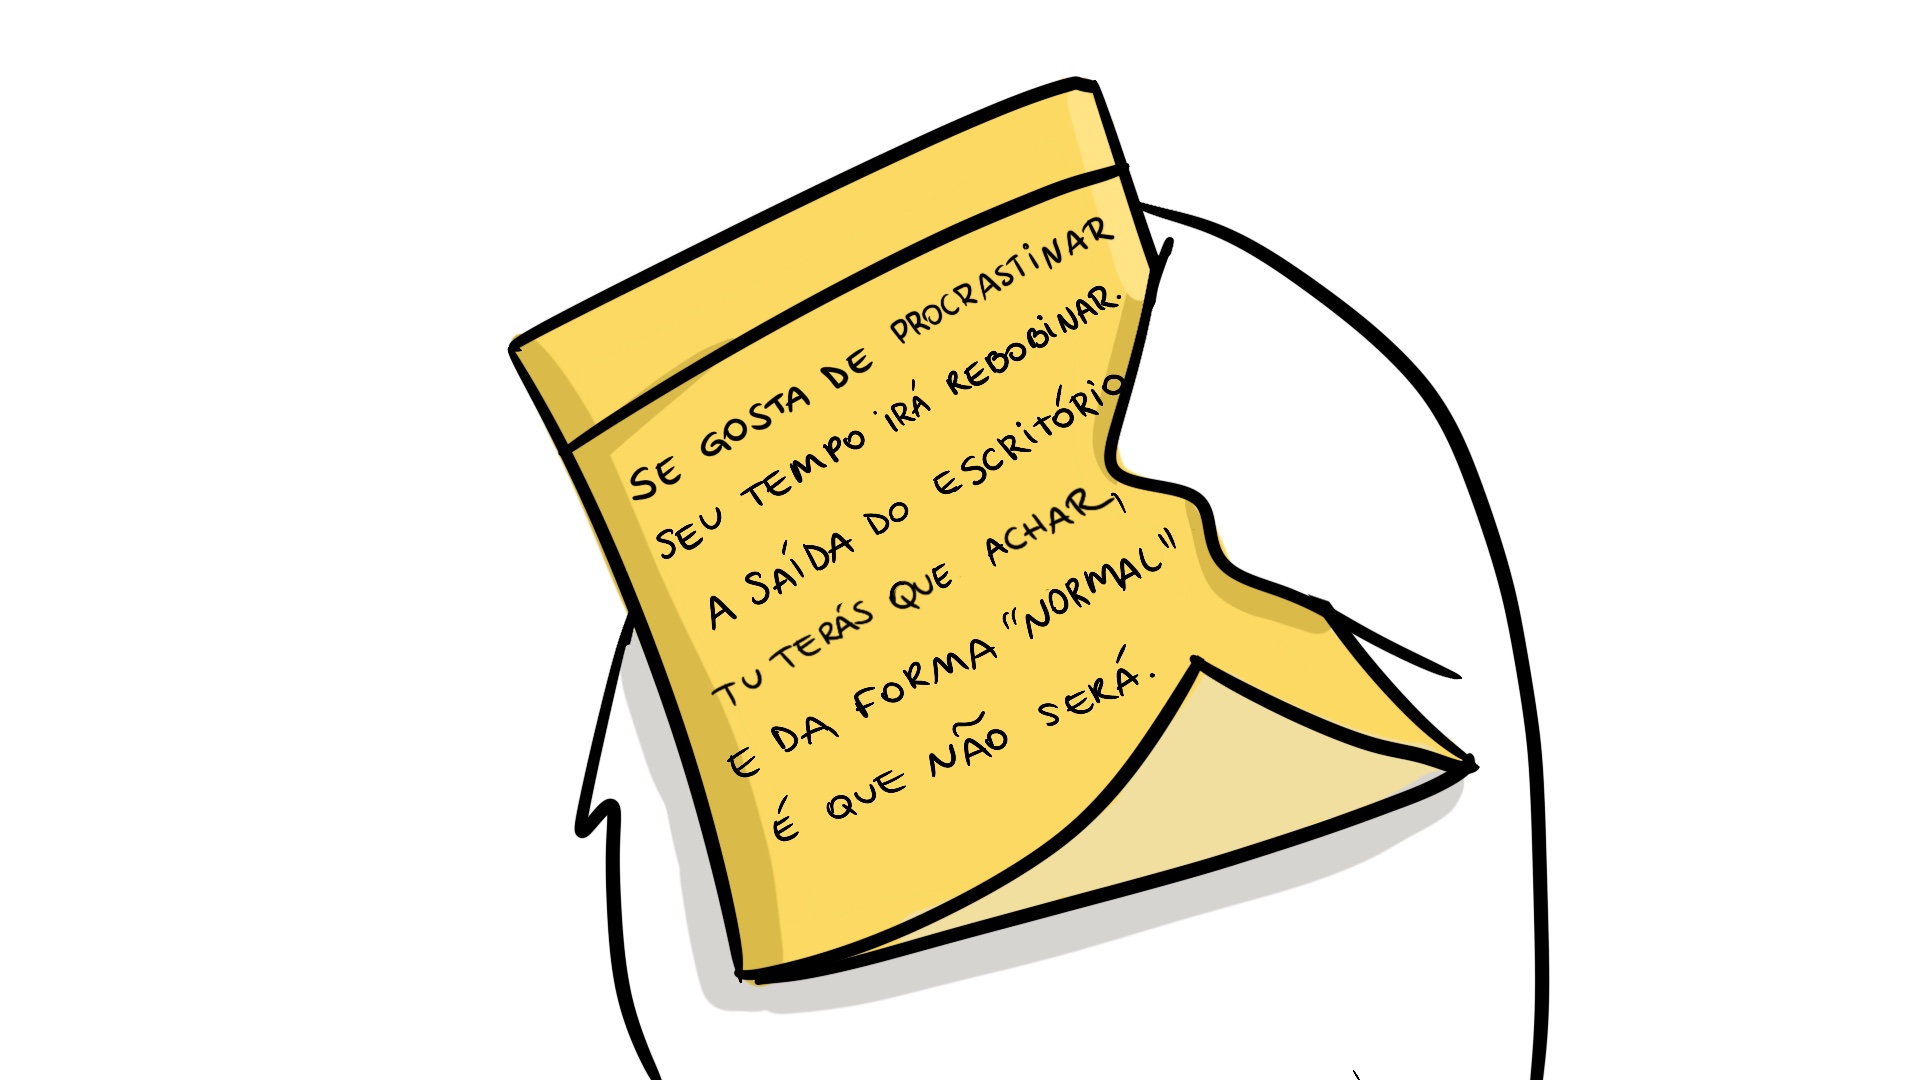 SE GOSTA DE PROCRASTINAR
SEU TEMPO IRÁ REBOBINAR.
A SAÍDA DO ESCRITÓRIO
TU TERÁS QUE ACHAR,
E DA FORMA "NORMAL"
É QUE NÃO SERÁ.